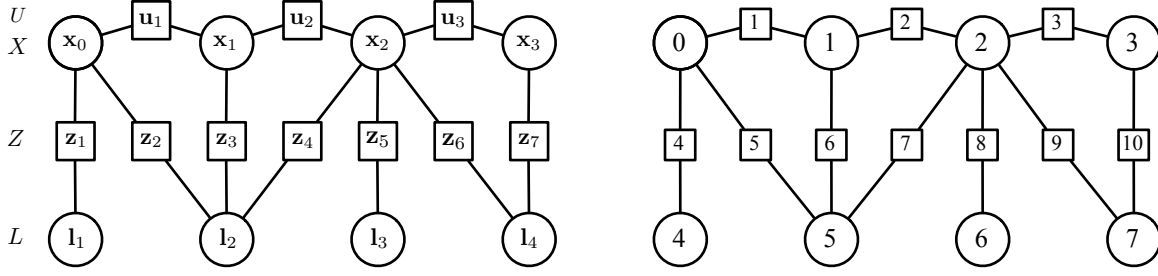 U u₁ u₂ u₃ 1 2 3
X x₀ x₁ x₂ x₃ 0 1 2 3
Z z₁ z₂ z₃ z₄ z₅ z₆ z₇ 4 5 6 7 8 9 10
L l₁ l₂ l₃ l₄ 4 5 6 7